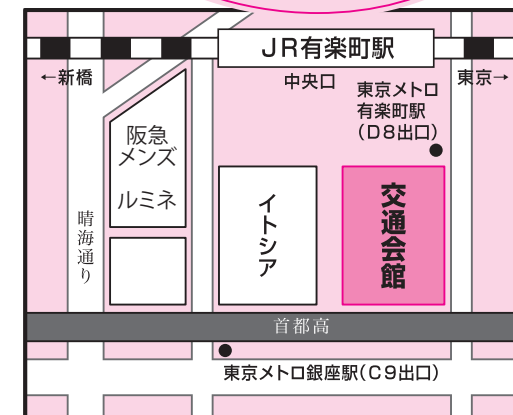 JR有楽町駅
←新橋
中央口
東京→
東京メトロ
有楽町駅
(D8出口)
阪急
メンズ
ルミネ
イトシア
交通会館
晴海通り
首都高
東京メトロ銀座駅(C9出口)